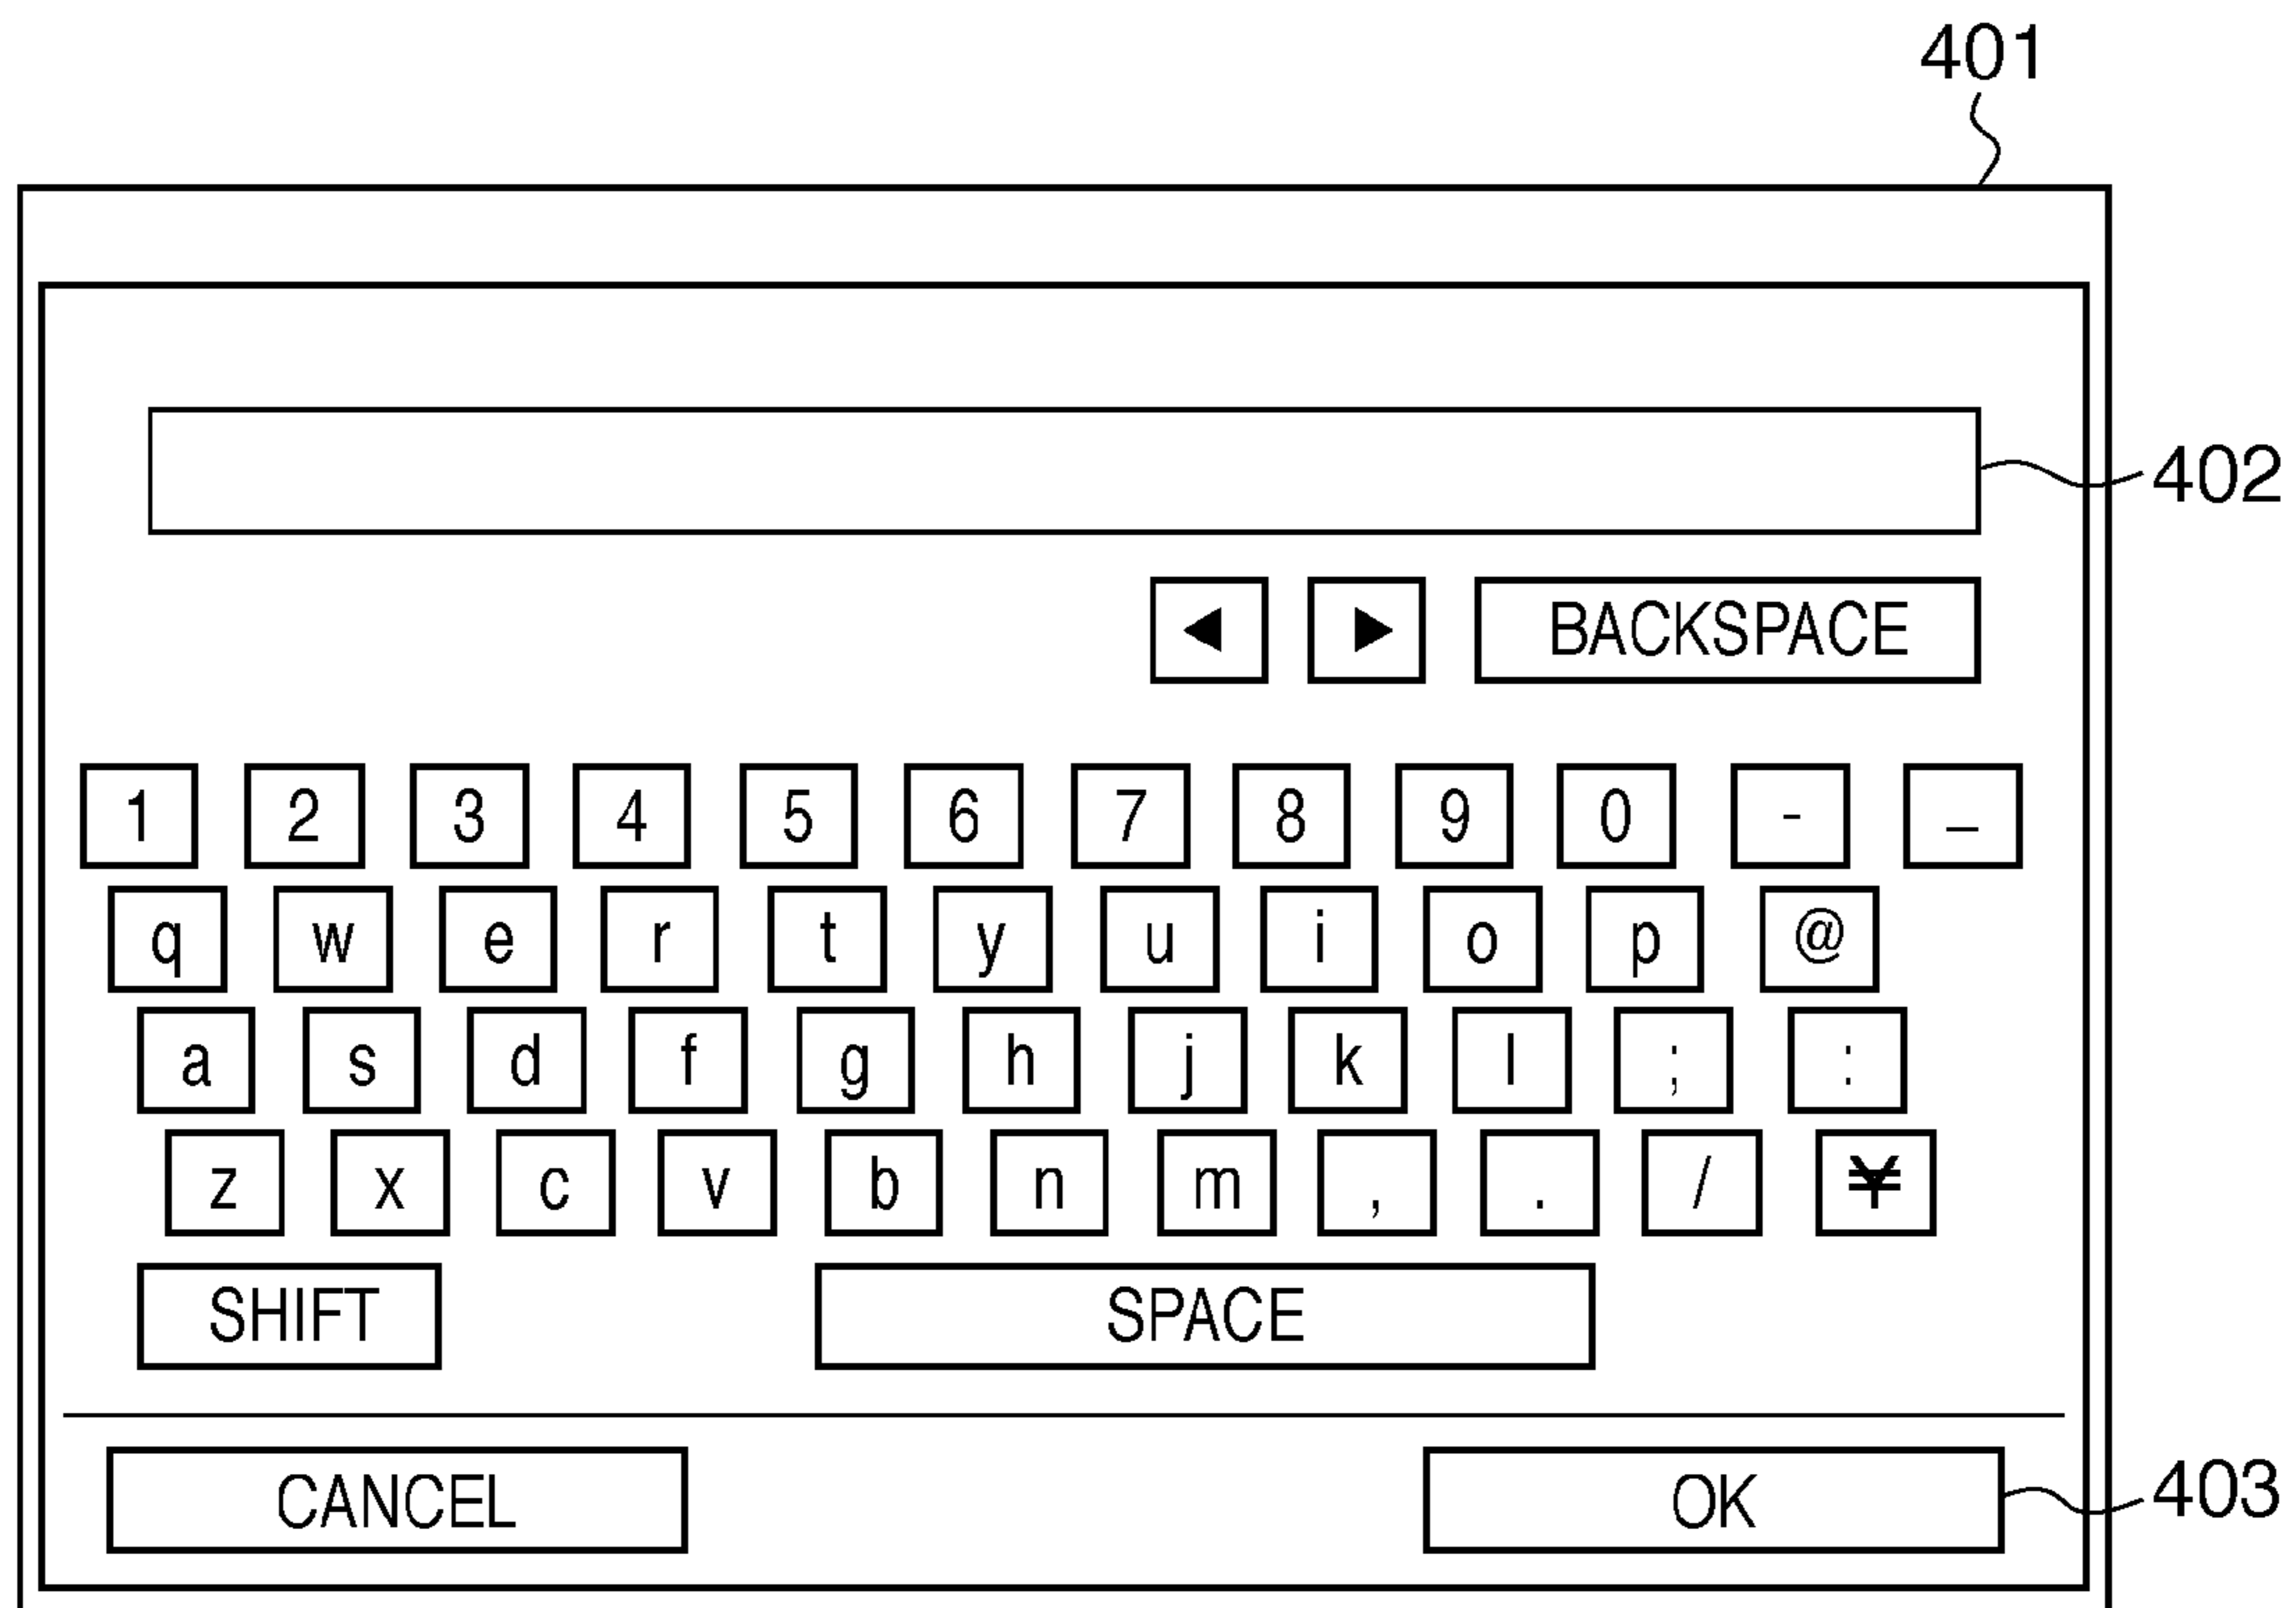 401
402
◀ ▶ BACKSPACE
1 2 3 4 5 6 7 8 9 0 - _
q w e r t y u i o p @
a s d f g h j k l ; :
z x c v b n m , . / ¥
SHIFT SPACE
CANCEL OK 403